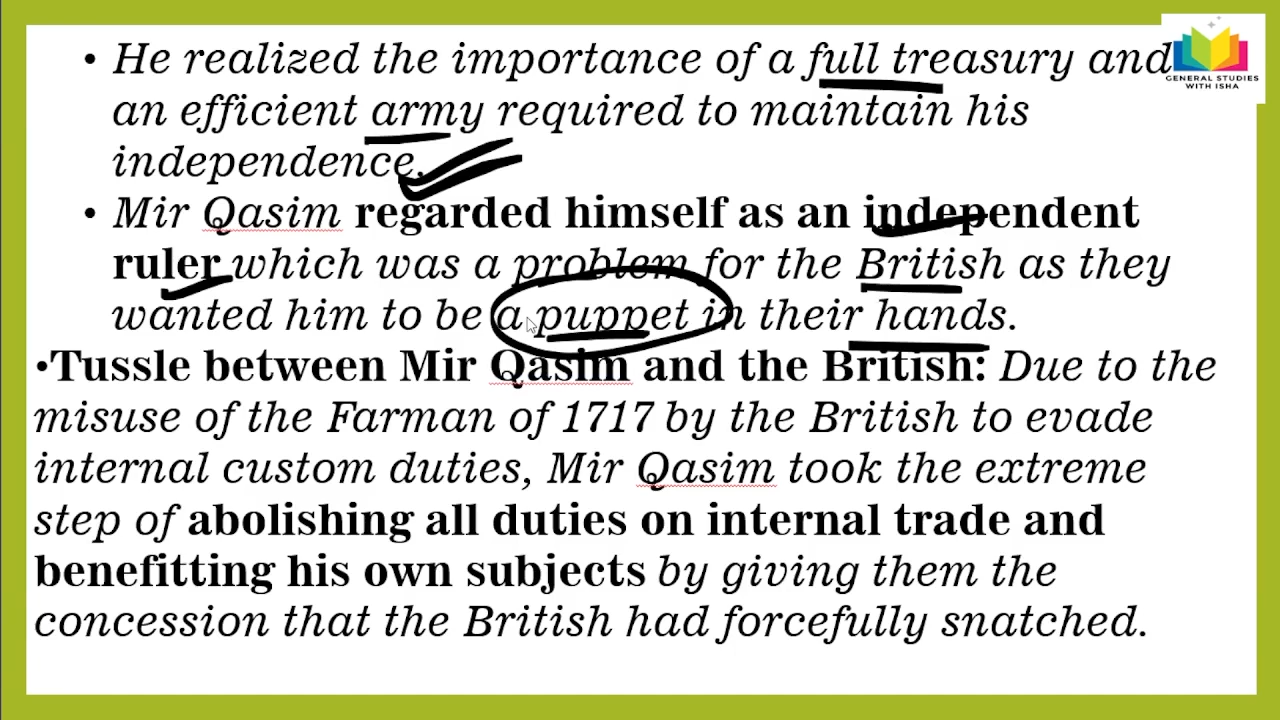 • He realized the importance of a full treasury and
GENERAL STUDIES
WITH ISHA
an efficient army required to maintain his
independence.
• Mir Qasim regarded himself as an independent
ruler which was a problem for the British as they
wanted him to be a puppet in their hands.
•Tussle between Mir Qasim and the British: Due to the
misuse of the Farman of 1717 by the British to evade
internal custom duties, Mir Qasim took the extreme
step of abolishing all duties on internal trade and
benefitting his own subjects by giving them the
concession that the British had forcefully snatched.